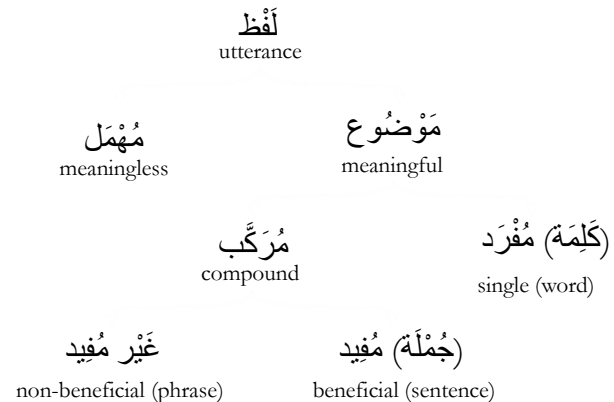 لَفْظ
utterance
مُهْمَل
meaningless
مَوْضُوع
meaningful
مُرَكَّب
compound
مُفْرَد (كَلِمَة)
single (word)
غَيْر مُفِيد
non-beneficial (phrase)
مُفِيد (جُمْلَة)
beneficial (sentence)